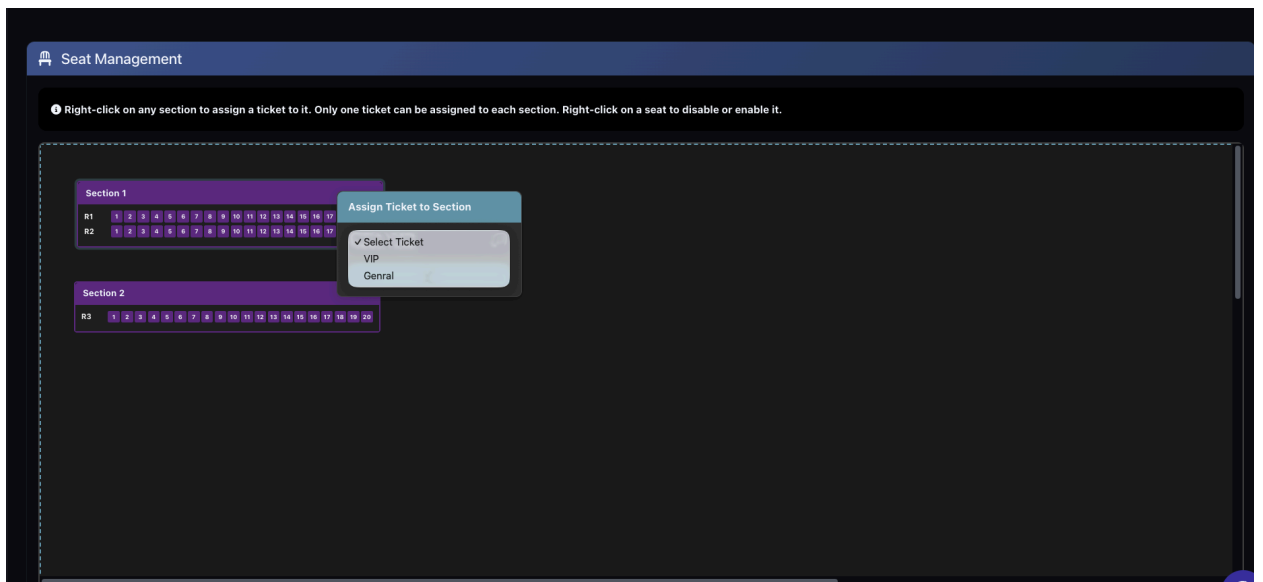 Seat Management
Right-click on any section to assign a ticket to it. Only one ticket can be assigned to each section. Right-click on a seat to disable or enable it.
Section 1
R1 1 2 3 4 5 6 7 8 9 10 11 12 13 14 15 16 17
R2 1 2 3 4 5 6 7 8 9 10 11 12 13 14 15 16 17
Assign Ticket to Section
✓ Select Ticket
VIP
Genral
Section 2
R3 1 2 3 4 5 6 7 8 9 10 11 12 13 14 15 16 17 18 19 20